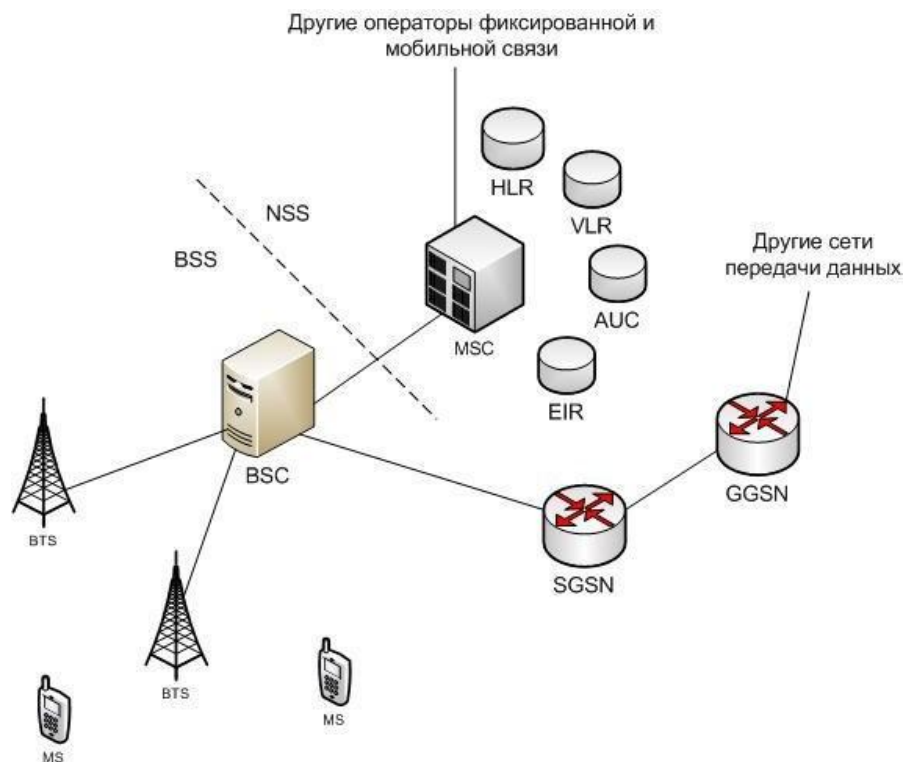 Другие операторы фиксированной и
мобильной связи
HLR
VLR
NSS
BSS
Другие сети
передачи данных
AUC
MSC
EIR
BSC
GGSN
BTS
SGSN
BTS
MS
MS